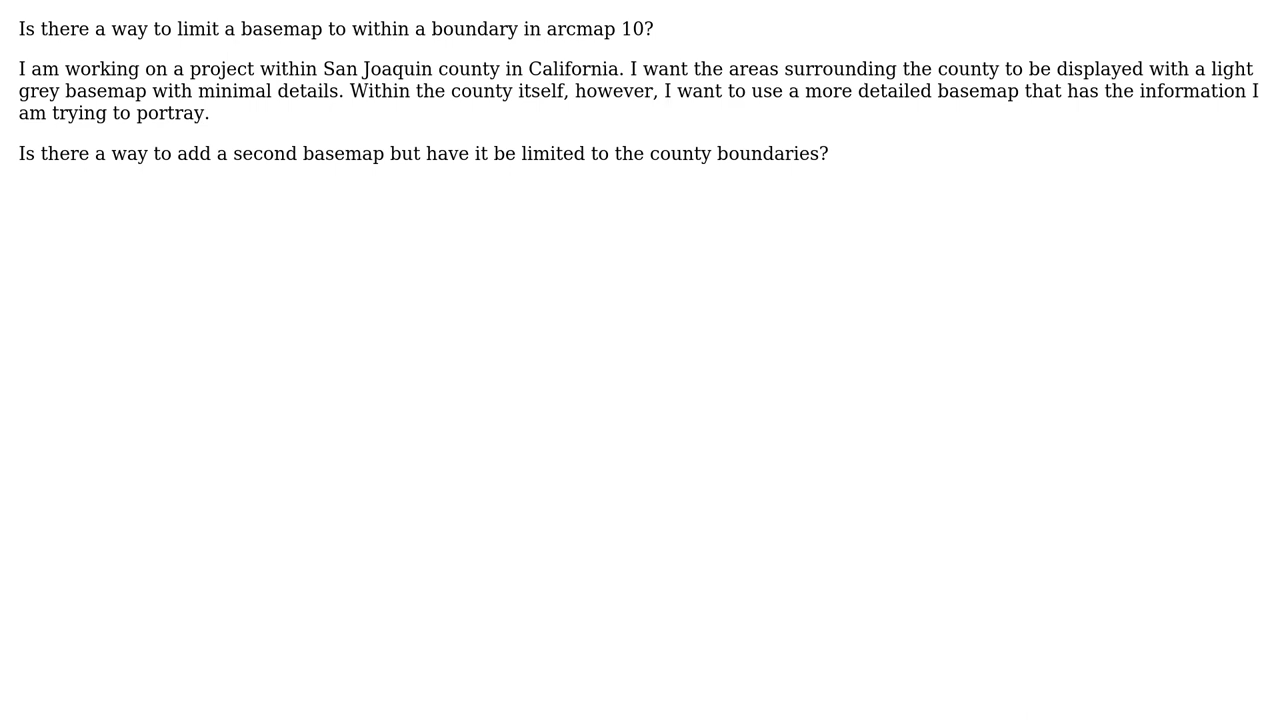 Is there a way to limit a basemap to within a boundary in arcmap 10?
I am working on a project within San Joaquin county in California. I want the areas surrounding the county to be displayed with a light
grey basemap with minimal details. Within the county itself, however, I want to use a more detailed basemap that has the information I
am trying to portray.
Is there a way to add a second basemap but have it be limited to the county boundaries?